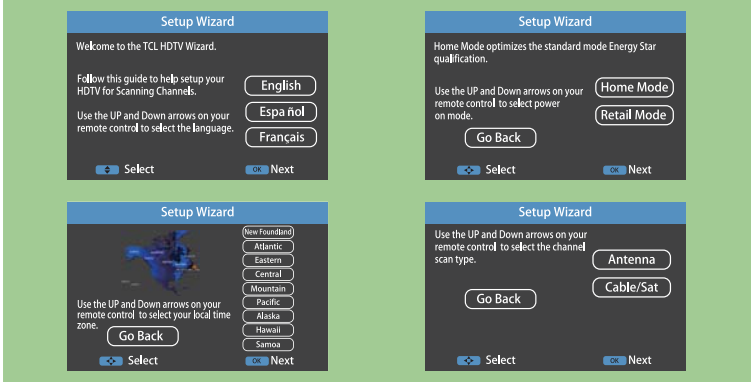 Setup Wizard
Welcome to the TCL HDTV Wizard.
Follow this guide to help setup your
HDTV for Scanning Channels.
Use the UP and Down arrows on your
remote control to select the language.
English
Espa ñol
Français
Select
OK Next
Setup Wizard
Home Mode optimizes the standard mode Energy Star
qualification.
Use the UP and Down arrows on your
remote control to select power
on mode.
Home Mode
Retail Mode
Go Back
Select
OK Next
Setup Wizard
New Foundland
Atlantic
Eastern
Central
Mountain
Pacific
Alaska
Hawaii
Samoa
Use the UP and Down arrows on your
remote control to select your local time
zone.
Go Back
Select
OK Next
Setup Wizard
Use the UP and Down arrows on your
remote control to select the channel
scan type.
Antenna
Cable/Sat
Go Back
Select
OK Next